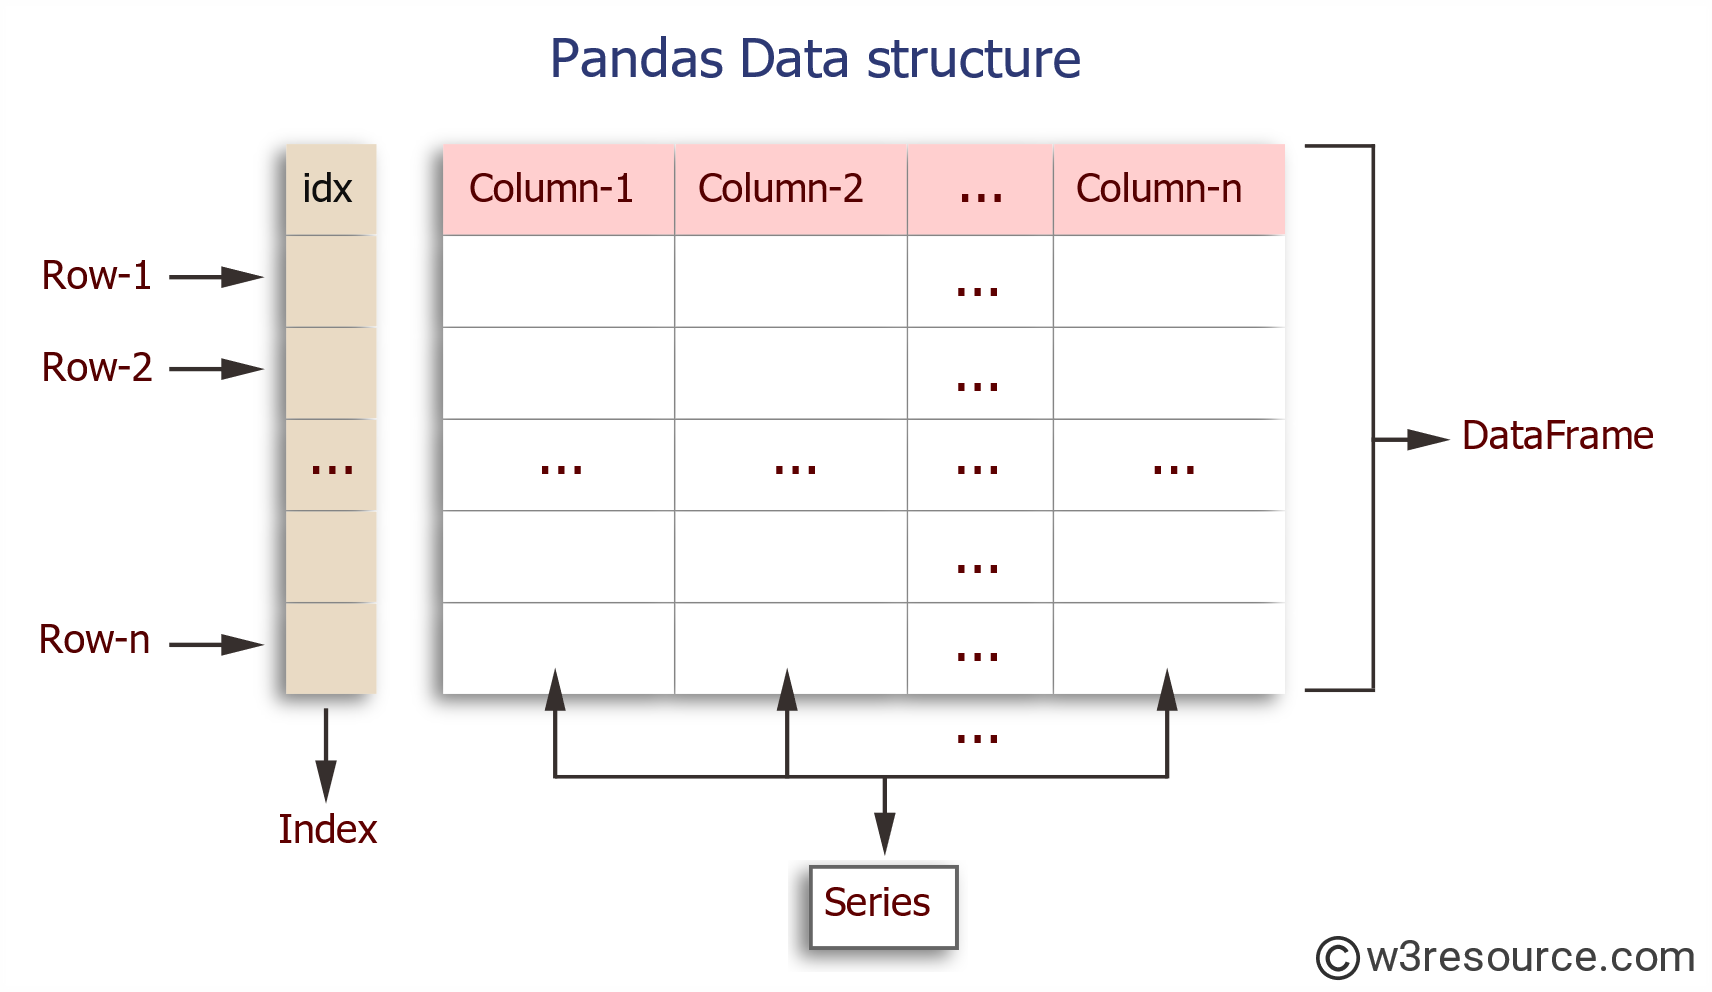 Pandas Data structure
idx Column-1 Column-2 ... Column-n
Row-1 ...
Row-2 ...
... ... ... ... ...
...
Row-n ...
DataFrame
...
Index
Series
©w3resource.com